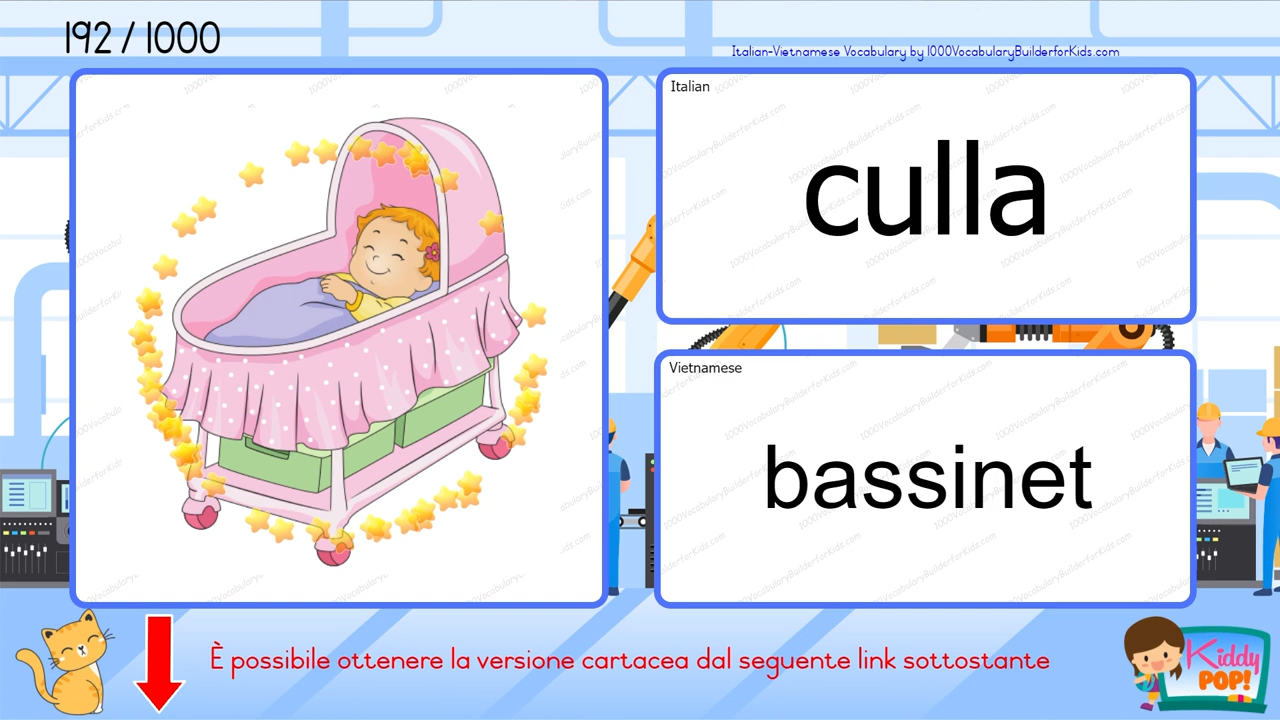 192 / 1000
Italian-Vietnamese Vocabulary by 1000VocabularyBuilderforKids.com
Italian
culla
Vietnamese
bassinet
È possibile ottenere la versione cartacea dal seguente link sottostante
Kiddy
POP!